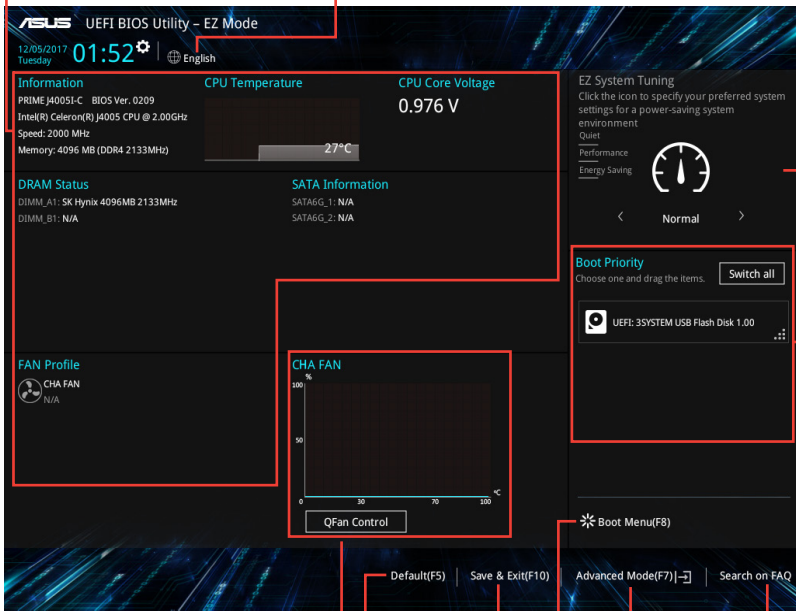 ASUS UEFI BIOS Utility – EZ Mode
12/05/2017
Tuesday
01:52
English
Information
PRIME J4005I-C BIOS Ver. 0209
Intel(R) Celeron(R) J4005 CPU @ 2.00GHz
Speed: 2000 MHz
Memory: 4096 MB (DDR4 2133MHz)
CPU Temperature
27°C
CPU Core Voltage
0.976 V
EZ System Tuning
Click the icon to specify your preferred system
settings for a power-saving system
environment
Quiet
Performance
Energy Saving
< Normal >
DRAM Status
DIMM_A1: SK Hynix 4096MB 2133MHz
DIMM_B1: N/A
SATA Information
SATA6G_1: N/A
SATA6G_2: N/A
Boot Priority
Choose one and drag the items.
Switch all
UEFI: 3SYSTEM USB Flash Disk 1.00
FAN Profile
CHA FAN
N/A
CHA FAN
%
100
50
0 30 70 100
°C
QFan Control
Boot Menu(F8)
Default(F5) | Save & Exit(F10) | Advanced Mode(F7) | Search on FAQ